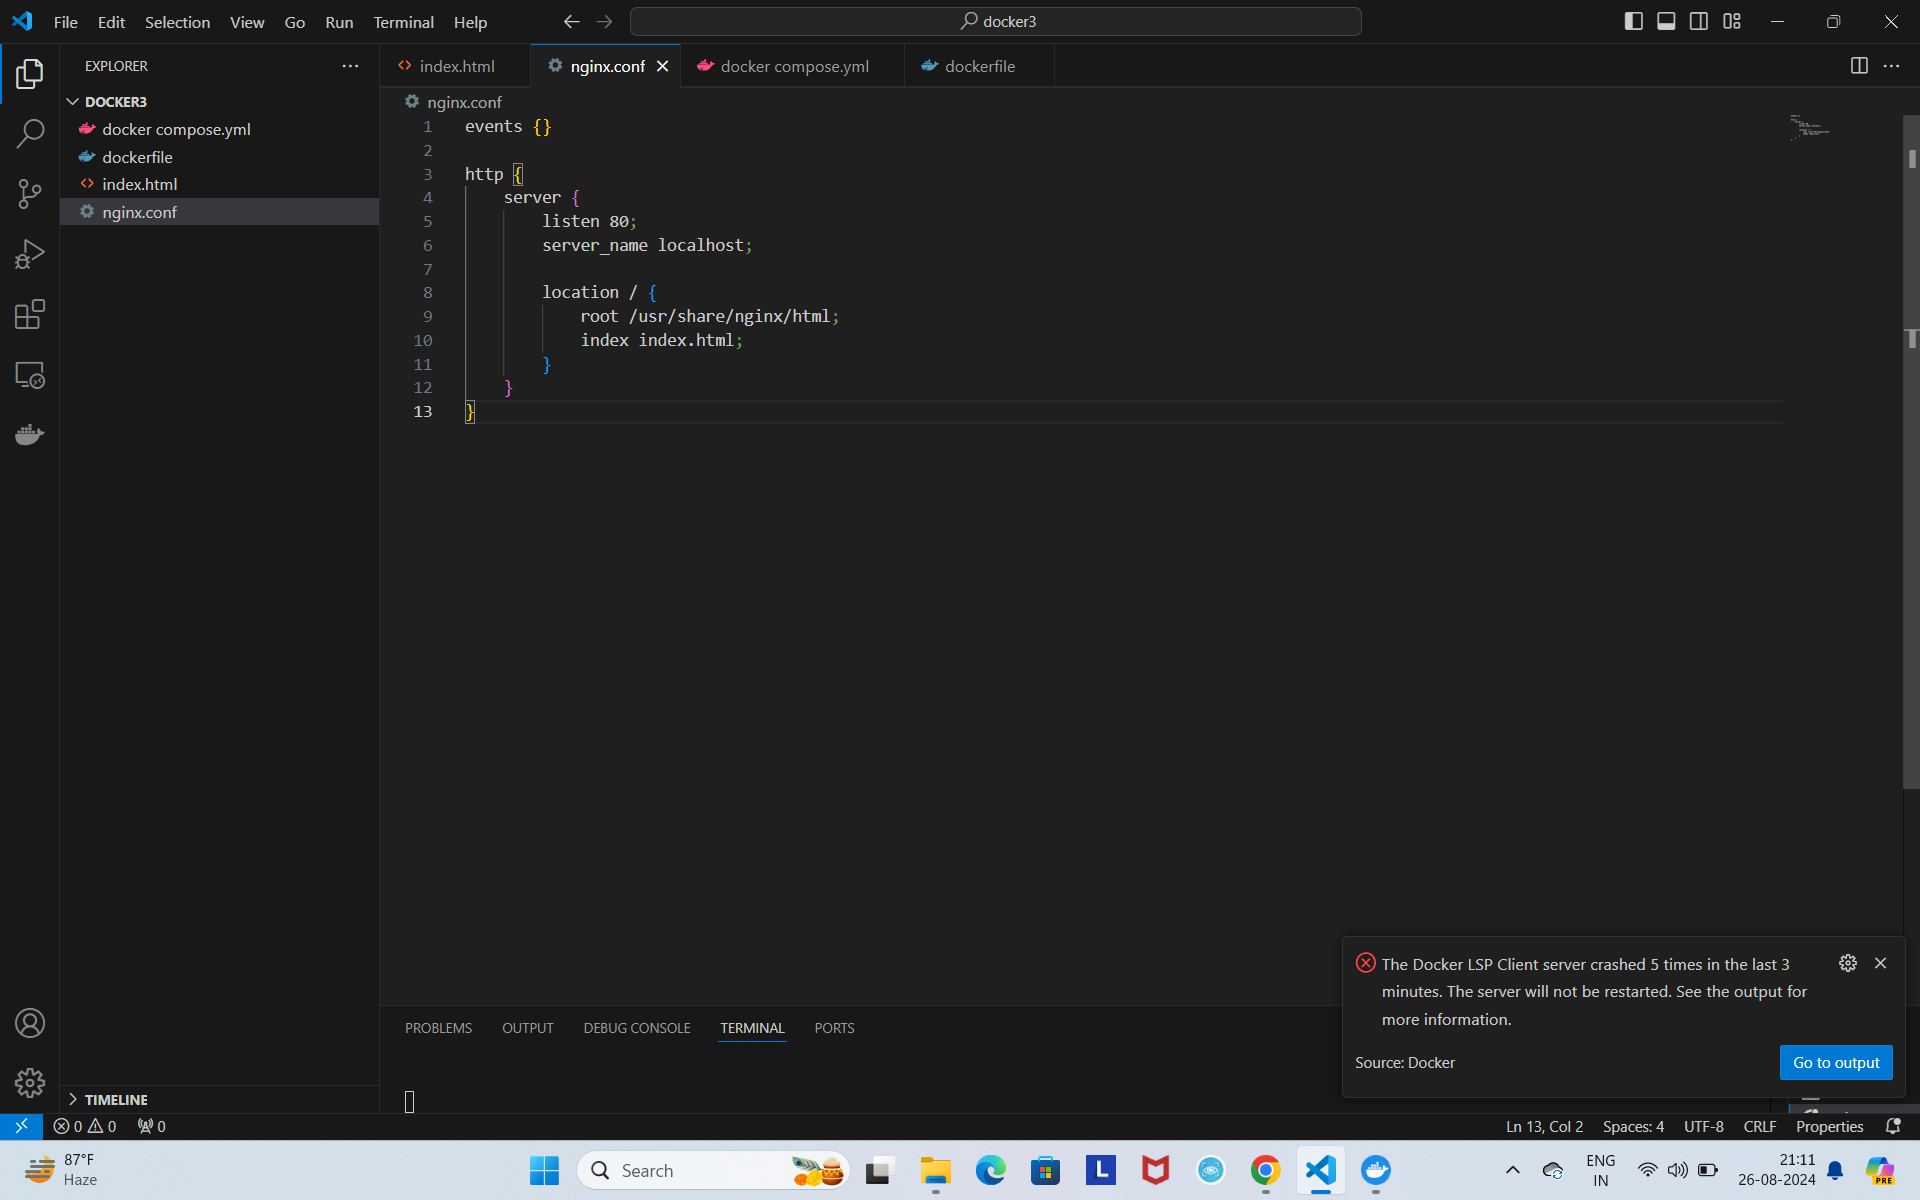 File Edit Selection View Go Run Terminal Help
docker3
EXPLORER
DOCKER3
docker compose.yml
dockerfile
index.html
nginx.conf
TIMELINE
index.html
nginx.conf
docker compose.yml
dockerfile
nginx.conf
1 events {}
2
3 http {
4 server {
5 listen 80;
6 server_name localhost;
7
8 location / {
9 root /usr/share/nginx/html;
10 index index.html;
11 }
12 }
13 }
PROBLEMS OUTPUT DEBUG CONSOLE TERMINAL PORTS
The Docker LSP Client server crashed 5 times in the last 3
minutes. The server will not be restarted. See the output for
more information.
Source: Docker
Go to output
0 0 0
Ln 13, Col 2 Spaces: 4 UTF-8 CRLF Properties
87°F
Haze
Search
L
ENG
IN
21:11
26-08-2024
PRE